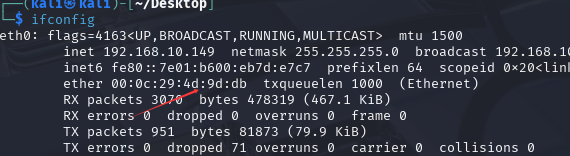 (kali㉿kali)-[~/Desktop]
$ ifconfig
eth0: flags=4163<UP,BROADCAST,RUNNING,MULTICAST>  mtu 1500
inet 192.168.10.149  netmask 255.255.255.0  broadcast 192.168.10
inet6 fe80::7e01:b600:eb7d:e7c7  prefixlen 64  scopeid 0×20<link
ether 00:0c:29:4d:9d:db  txqueuelen 1000  (Ethernet)
RX packets 3070  bytes 478319 (467.1 KiB)
RX errors 0  dropped 0  overruns 0  frame 0
TX packets 951  bytes 81873 (79.9 KiB)
TX errors 0  dropped 71 overruns 0  carrier 0  collisions 0